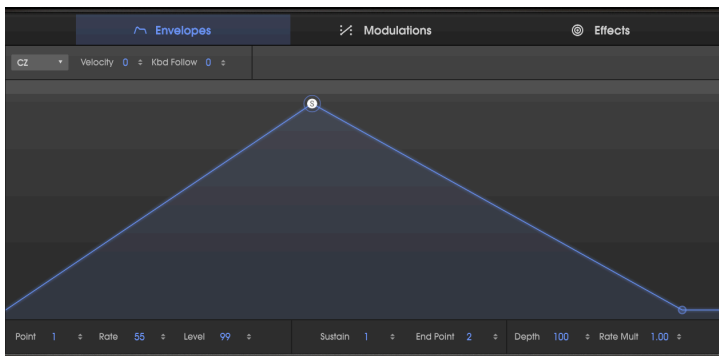 Envelopes Modulations Effects
CZ Velocity 0 Kbd Follow 0
S
Point 1 Rate 55 Level 99 Sustain 1 End Point 2 Depth 100 Rate Mult 1.00